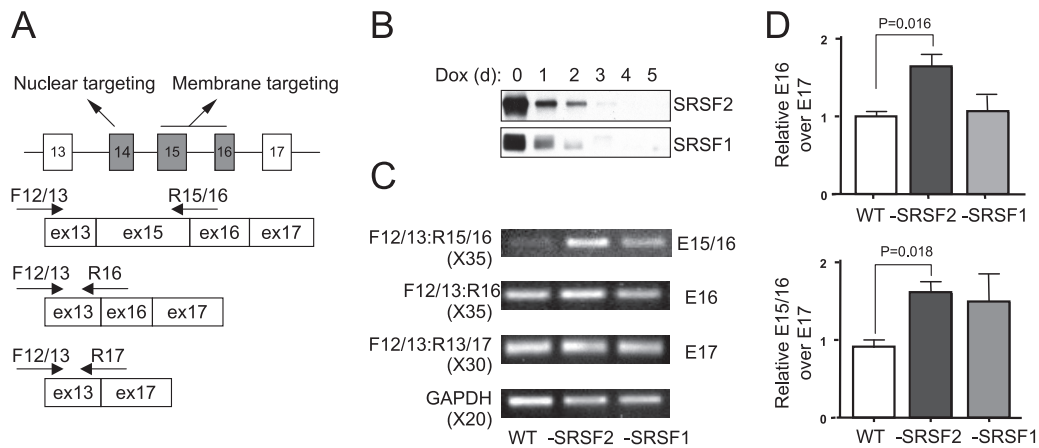 A
Nuclear targeting
Membrane targeting
13
14
15
16
17
F12/13
R15/16
ex13 ex15 ex16 ex17
F12/13
R16
ex13 ex16 ex17
F12/13
R17
ex13 ex17
B
Dox (d): 0 1 2 3 4 5
SRSF2
SRSF1
C
F12/13:R15/16
(X35)
E15/16
F12/13:R16
(X35)
E16
F12/13:R13/17
(X30)
E17
GAPDH
(X20)
WT -SRSF2 -SRSF1
D
Relative E16
over E17
2
1
0
P=0.016
WT -SRSF2 -SRSF1
Relative E15/16
over E17
2
1
0
P=0.018
WT -SRSF2 -SRSF1